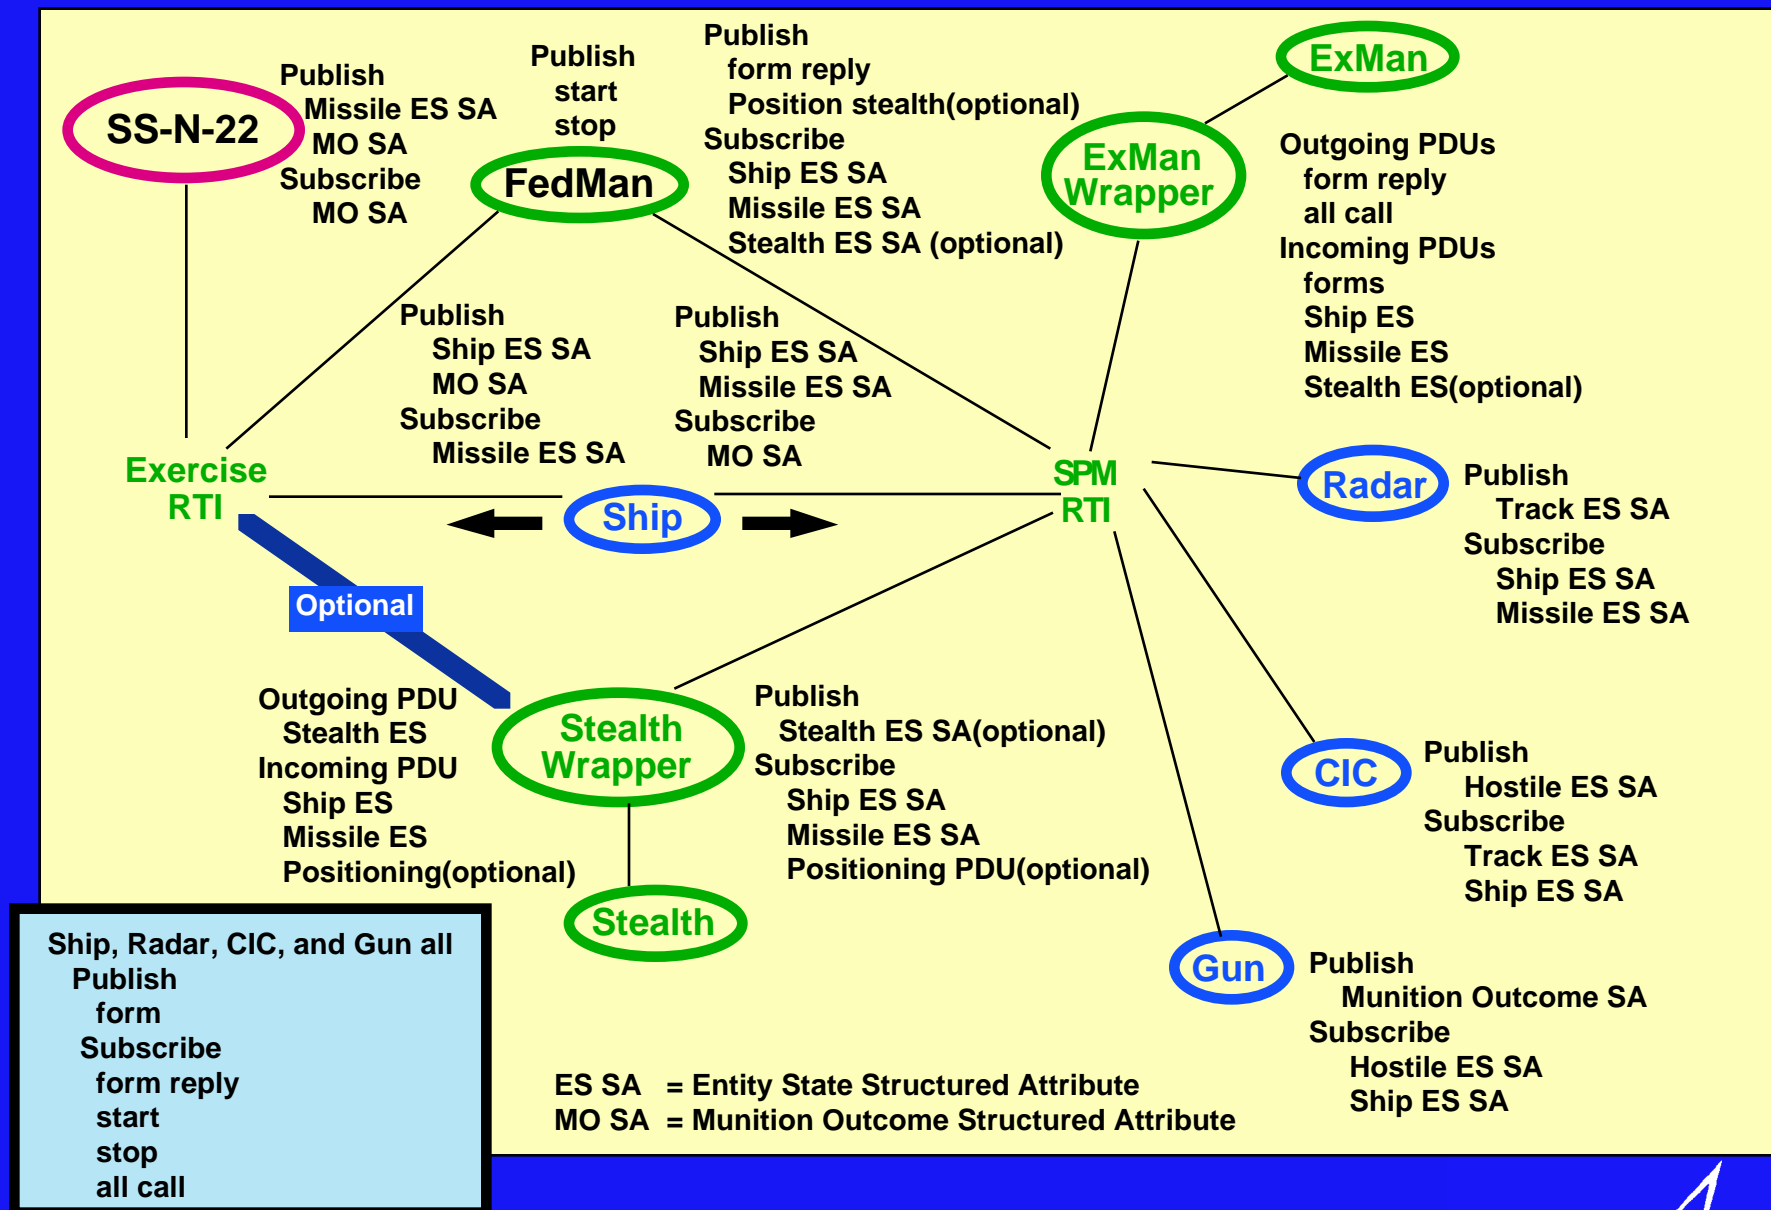 SS-N-22
Publish
Missile ES SA
MO SA
Subscribe
MO SA
Publish
start
stop
FedMan
Publish
form reply
Position stealth(optional)
Subscribe
Ship ES SA
Missile ES SA
Stealth ES SA (optional)
ExMan
ExMan
Wrapper
Outgoing PDUs
form reply
all call
Incoming PDUs
forms
Ship ES
Missile ES
Stealth ES(optional)
Publish
Ship ES SA
MO SA
Subscribe
Missile ES SA
Publish
Ship ES SA
Missile ES SA
Subscribe
MO SA
Exercise
RTI
Ship
SPM
RTI
Radar
Publish
Track ES SA
Subscribe
Ship ES SA
Missile ES SA
Optional
Outgoing PDU
Stealth ES
Incoming PDU
Ship ES
Missile ES
Positioning(optional)
Stealth
Wrapper
Publish
Stealth ES SA(optional)
Subscribe
Ship ES SA
Missile ES SA
Positioning PDU(optional)
CIC
Publish
Hostile ES SA
Subscribe
Track ES SA
Ship ES SA
Stealth
Gun
Publish
Munition Outcome SA
Subscribe
Hostile ES SA
Ship ES SA
Ship, Radar, CIC, and Gun all
Publish
form
Subscribe
form reply
start
stop
all call
ES SA = Entity State Structured Attribute
MO SA = Munition Outcome Structured Attribute